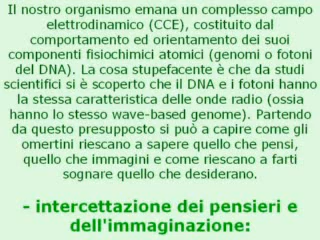 Il nostro organismo emana un complesso campo
elettrodinamico (CCE), costituito dal
comportamento ed orientamento dei suoi
componenti fisiochimici atomici (genomi o fotoni
del DNA). La cosa stupefacente è che da studi
scientifici si è scoperto che il DNA e i fotoni hanno
la stessa caratteristica delle onde radio (ossia
hanno lo stesso wave-based genome). Partendo
da questo presupposto si può a capire come gli
omertini riescano a sapere quello che pensi,
quello che immagini e come riescano a farti
sognare quello che desiderano.
- intercettazione dei pensieri e
dell'immaginazione: